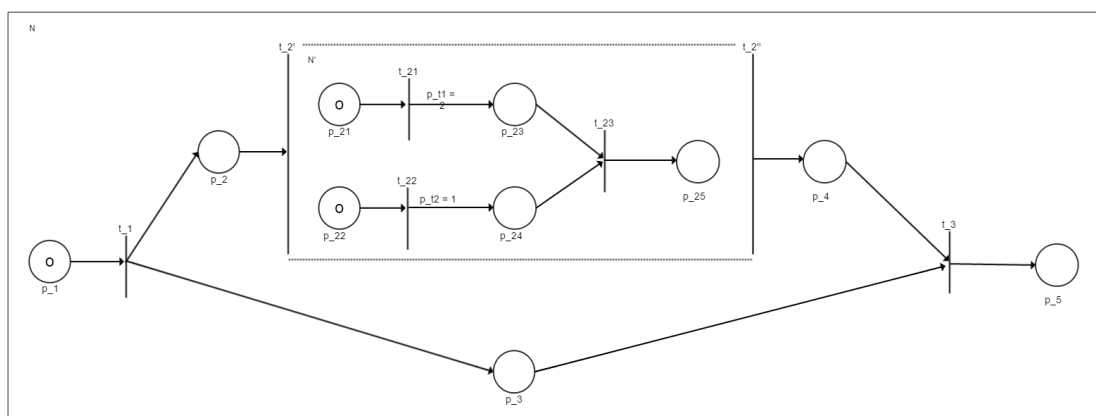 N
t_2'
t_2''
N'
t_21
p_t1 =
2
o
p_21
p_23
t_23
p_2
p_25
p_4
t_22
p_t2 = 1
o
p_22
p_24
t_1
t_3
o
p_1
p_5
p_3